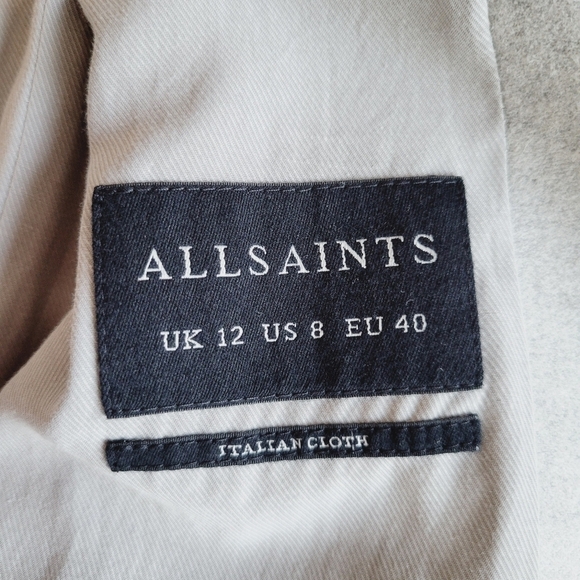 ALLSAINTS
UK 12 US 8 EU 40
ITALIAN CLOTH